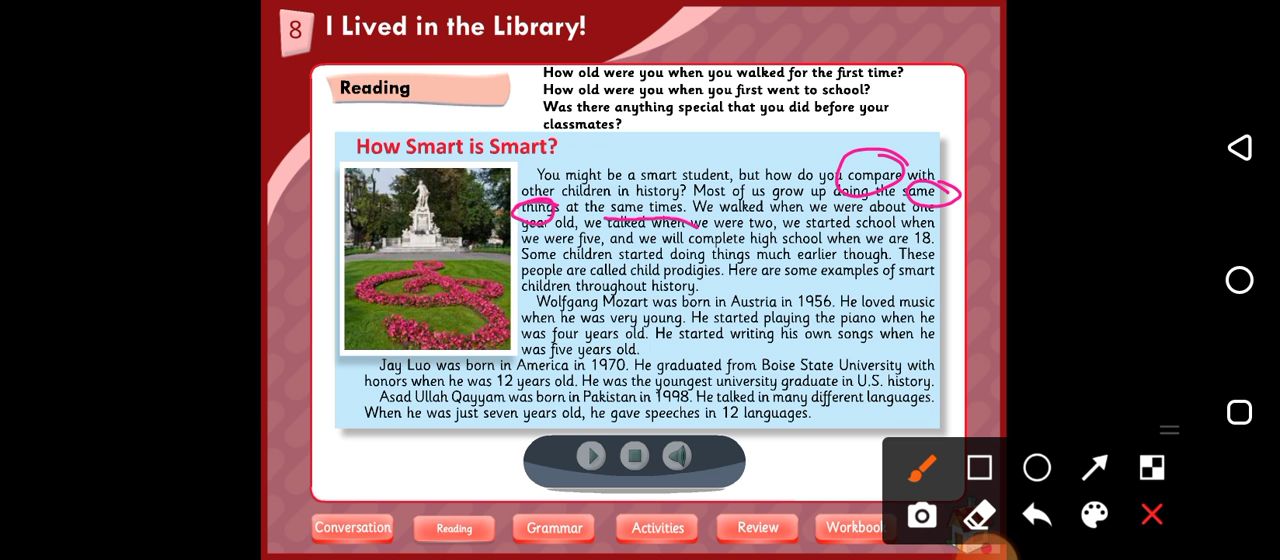 8 I Lived in the Library!
Reading
How old were you when you walked for the first time?
How old were you when you first went to school?
Was there anything special that you did before your
classmates?
How Smart is Smart?
You might be a smart student, but how do you compare with
other children in history? Most of us grow up doing the same
things at the same times. We walked when we were about one
year old, we talked when we were two, we started school when
we were five, and we will complete high school when we are 18.
Some children started doing things much earlier though. These
people are called child prodigies. Here are some examples of smart
children throughout history.
Wolfgang Mozart was born in Austria in 1956. He loved music
when he was very young. He started playing the piano when he
was four years old. He started writing his own songs when he
was five years old.
Jay Luo was born in America in 1970. He graduated from Boise State University with
honors when he was 12 years old. He was the youngest university graduate in U.S. history.
Asad Ullah Qayyam was born in Pakistan in 1998. He talked in many different languages.
When he was just seven years old, he gave speeches in 12 languages.
Conversation Reading Grammar Activities Review Workbook